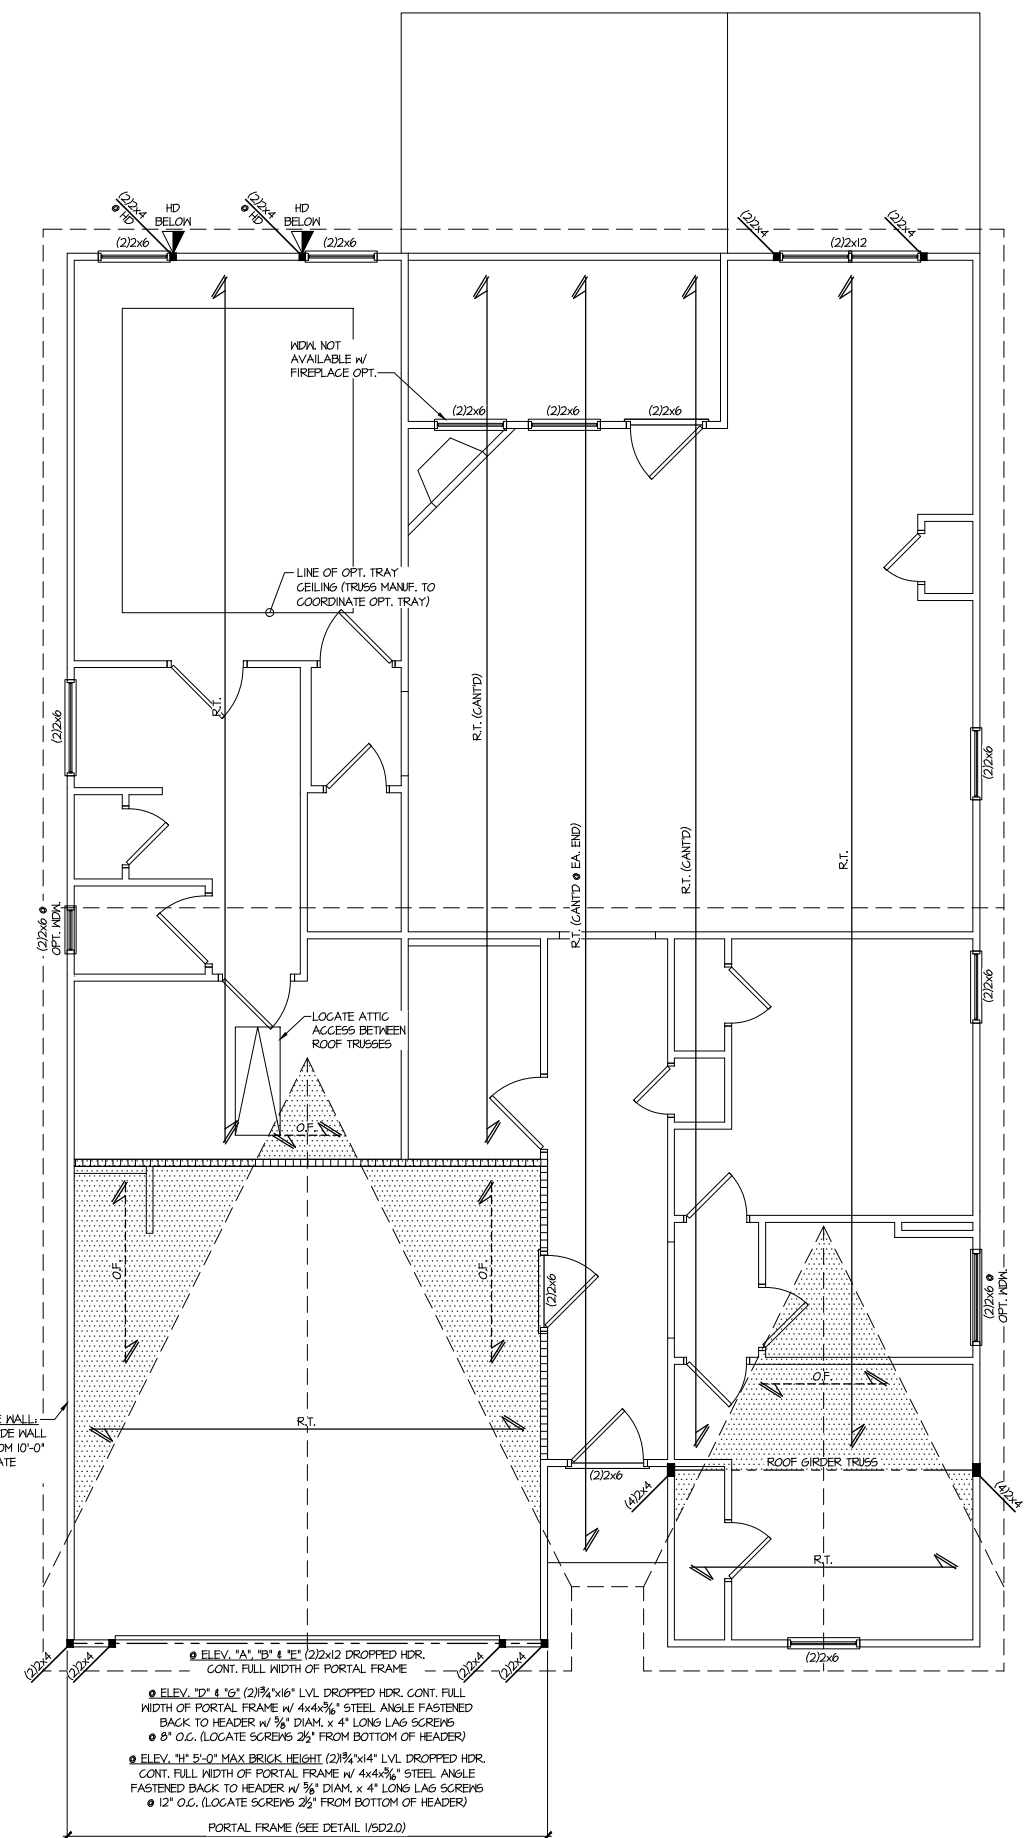 (2)2x4
@ HD
HD
BELOW
(2)2x4
@ HD
HD
BELOW
(2)2x4
(2)2x4
(2)2x6
(2)2x6
(2)2x12
WDW. NOT
AVAILABLE w/
FIREPLACE OPT.
(2)2x6
(2)2x6
(2)2x6
LINE OF OPT. TRAY
CEILING (TRUSS MANUF. TO
COORDINATE OPT. TRAY)
R.T.
R.T. (CANT'D)
R.T. (CANT'D @ EA. END)
R.T. (CANT'D)
R.T.
(2)2x6
(2)2x6
(2)2x6 @
OPT. WDW.
(2)2x6
LOCATE ATTIC
ACCESS BETWEEN
ROOF TRUSSES
O.F.
O.F.
O.F.
(2)2x6
(2)2x6 @
OPT. WDW.
O.F.
E WALL:
DE WALL
OM 10'-0"
ATE
R.T.
ROOF GIRDER TRUSS
(2)2x6
(4)2x4
(4)2x4
R.T.
(2)2x4
(2)2x4
(2)2x4
(2)2x4
(2)2x6
@ ELEV. "A", "B" & "E" (2)2x12 DROPPED HDR.
CONT. FULL WIDTH OF PORTAL FRAME
@ ELEV. "D" & "G" (2)1¾"x16" LVL DROPPED HDR. CONT. FULL
WIDTH OF PORTAL FRAME w/ 4x4x5/16" STEEL ANGLE FASTENED
BACK TO HEADER w/ ⅝" DIAM. x 4" LONG LAG SCREWS
@ 8" O.C. (LOCATE SCREWS 2½" FROM BOTTOM OF HEADER)
@ ELEV. "H" 5'-0" MAX BRICK HEIGHT (2)1¾"x14" LVL DROPPED HDR.
CONT. FULL WIDTH OF PORTAL FRAME w/ 4x4x5/16" STEEL ANGLE
FASTENED BACK TO HEADER w/ ⅝" DIAM. x 4" LONG LAG SCREWS
@ 12" O.C. (LOCATE SCREWS 2½" FROM BOTTOM OF HEADER)
PORTAL FRAME (SEE DETAIL 1/SD2.0)